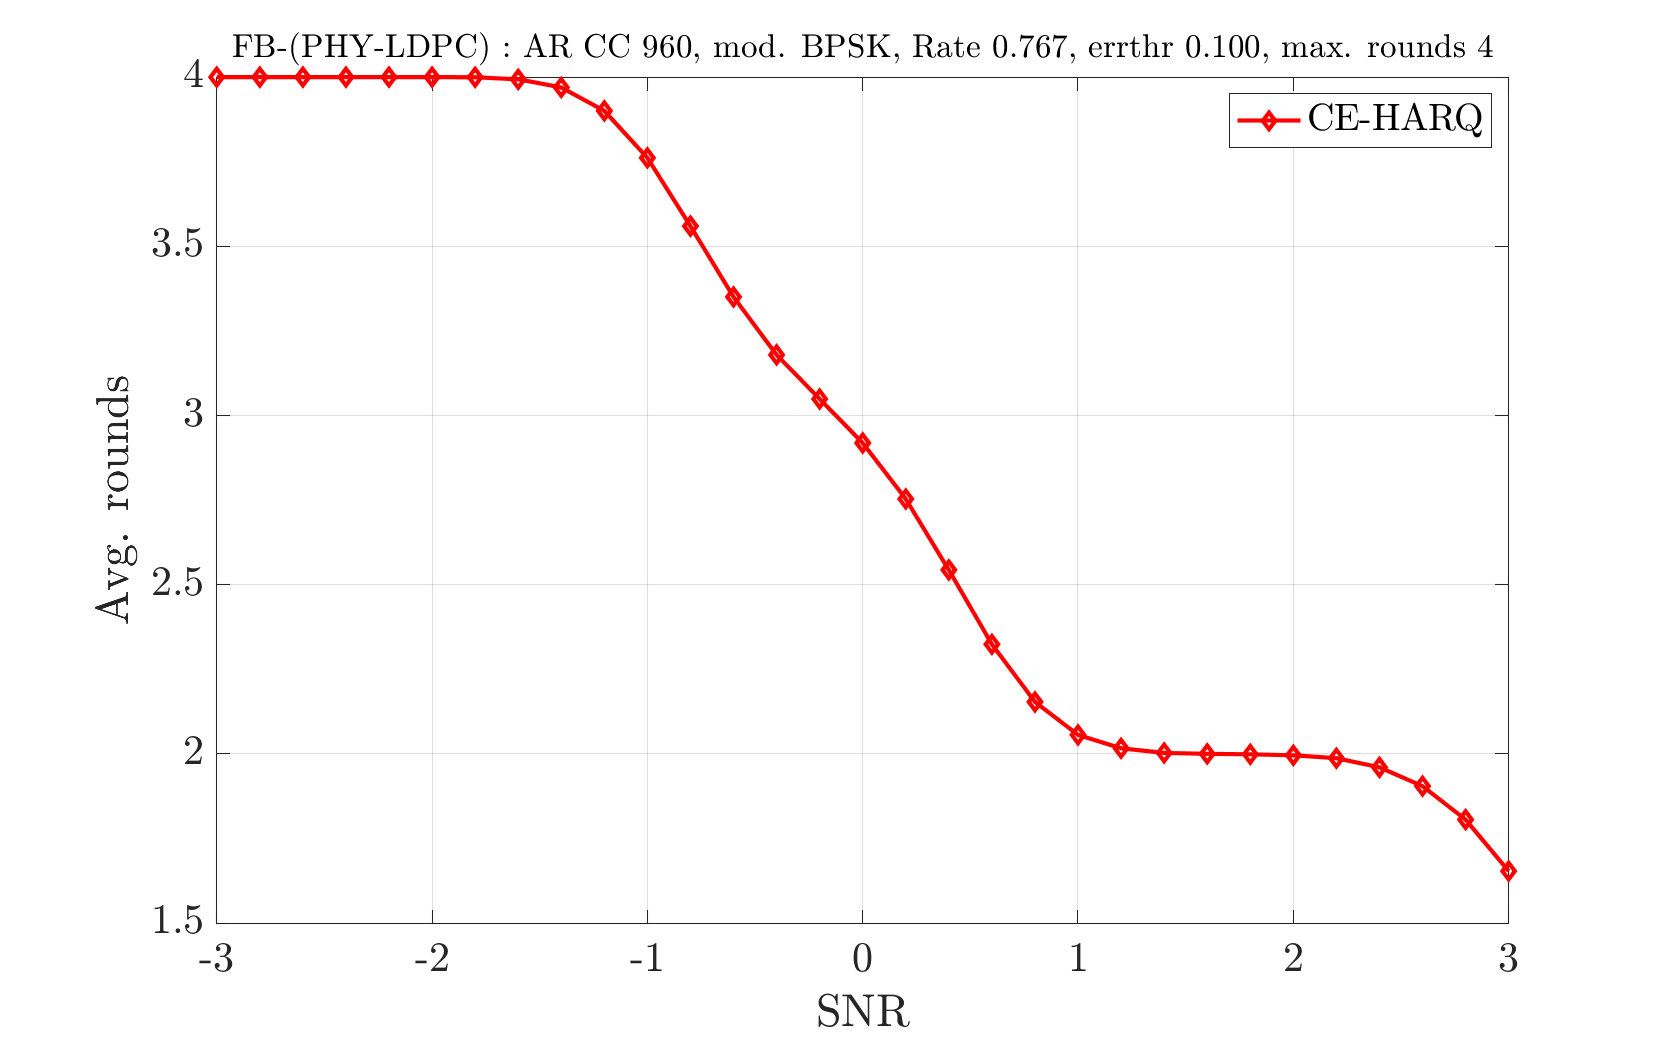 FB-(PHY-LDPC) : AR CC 960, mod. BPSK, Rate 0.767, errthr 0.100, max. rounds 4
CE-HARQ
4
3.5
3
2.5
2
1.5
Avg. rounds
-3 -2 -1 0 1 2 3
SNR